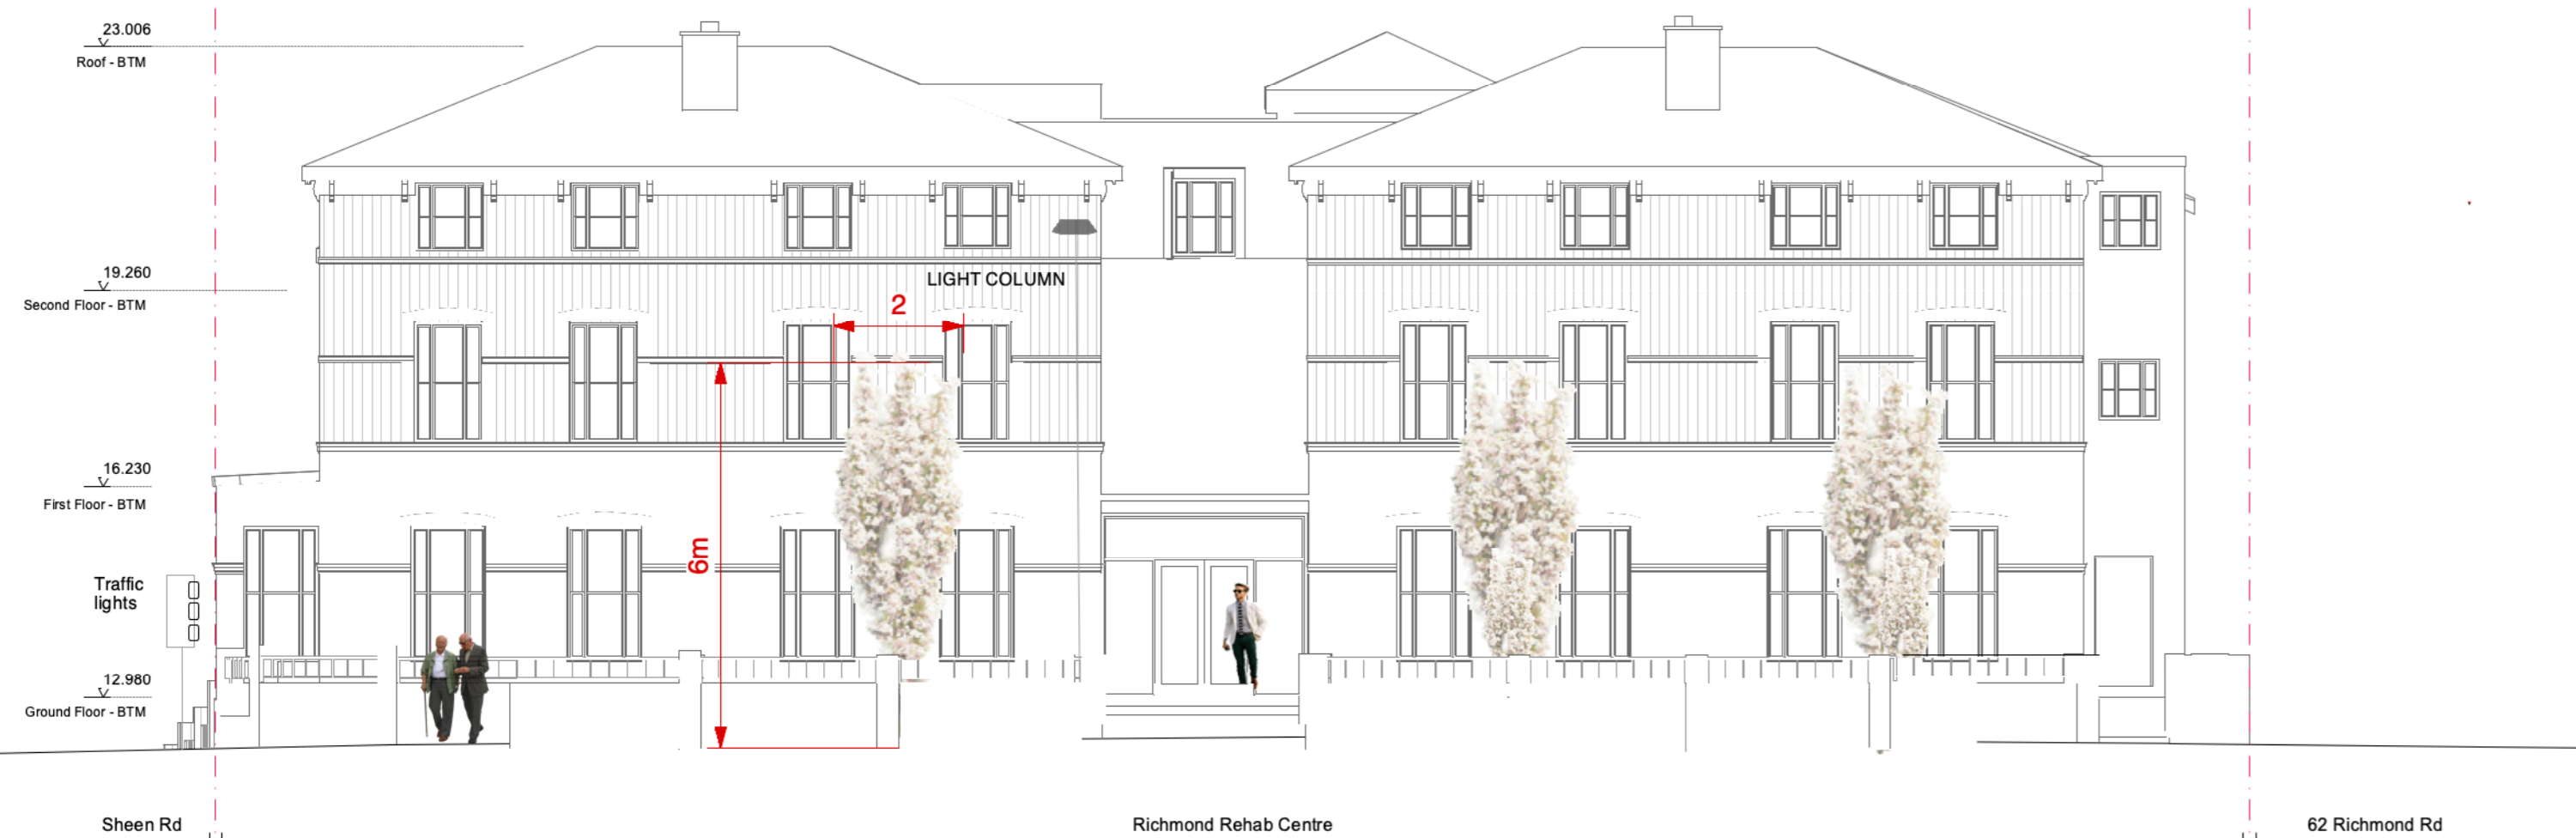 23.006
Roof - BTM
19.260
Second Floor - BTM
LIGHT COLUMN
2
16.230
First Floor - BTM
6m
Traffic
lights
12.980
Ground Floor - BTM
Sheen Rd
Richmond Rehab Centre
62 Richmond Rd